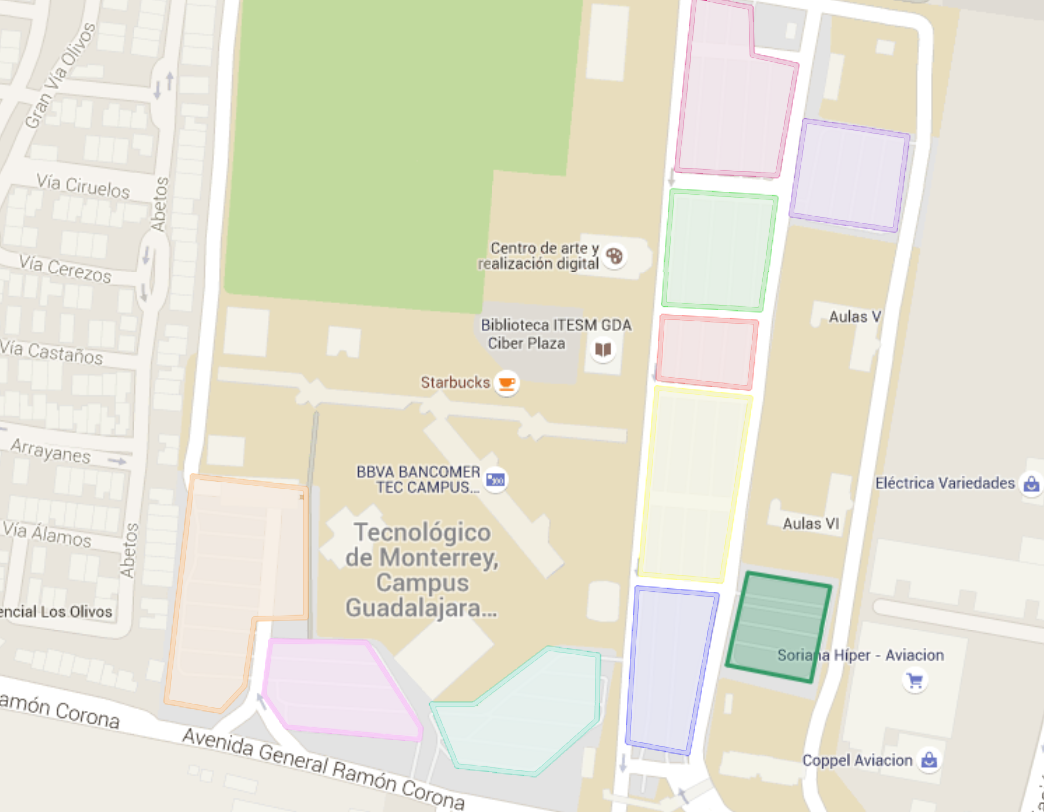 Gran Vía Olivos
Vía Ciruelos
Abetos
Vía Cerezos
Centro de arte y
realización digital
Vía Castaños
Biblioteca ITESM GDA
Ciber Plaza
Aulas V
Starbucks
Arrayanes
BBVA BANCOMER
TEC CAMPUS...
Eléctrica Variedades
Vía Álamos
Abetos
Aulas VI
Tecnológico
de Monterrey,
Campus
Guadalajara...
encial Los Olivos
Soriana Híper - Aviacion
amón Corona
Avenida General Ramón Corona
Coppel Aviacion